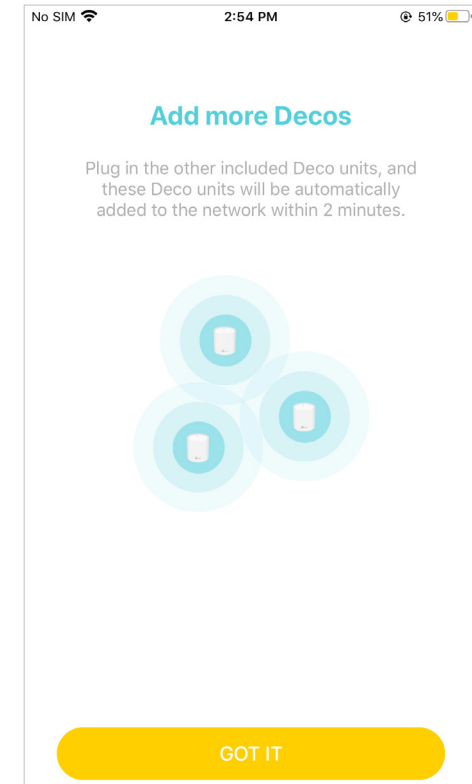 No SIM 2:54 PM 51%
Add more Decos
Plug in the other included Deco units, and
these Deco units will be automatically
added to the network within 2 minutes.
GOT IT